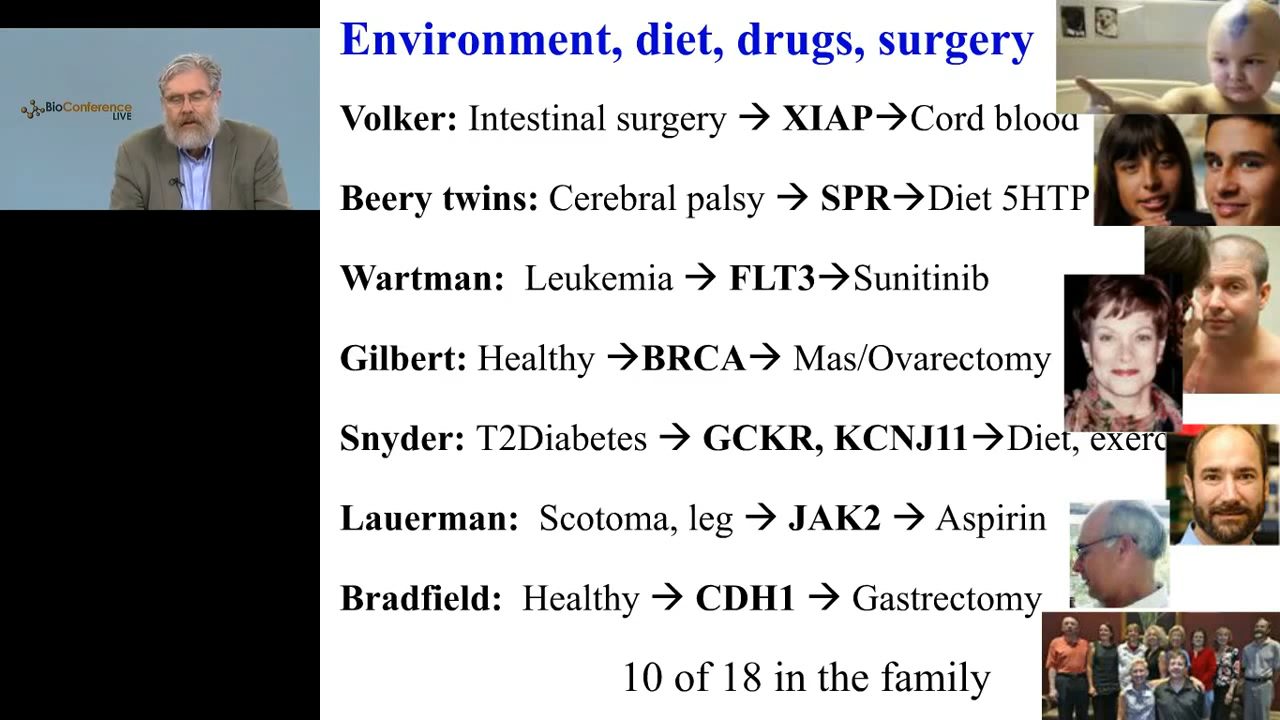 BioConference
LIVE
Environment, diet, drugs, surgery
Volker: Intestinal surgery → XIAP→Cord blood
Beery twins: Cerebral palsy → SPR→Diet 5HTP
Wartman: Leukemia → FLT3→Sunitinib
Gilbert: Healthy →BRCA→ Mas/Ovarectomy
Snyder: T2Diabetes → GCKR, KCNJ11→Diet, exerc
Lauerman: Scotoma, leg → JAK2 → Aspirin
Bradfield: Healthy → CDH1 → Gastrectomy
10 of 18 in the family